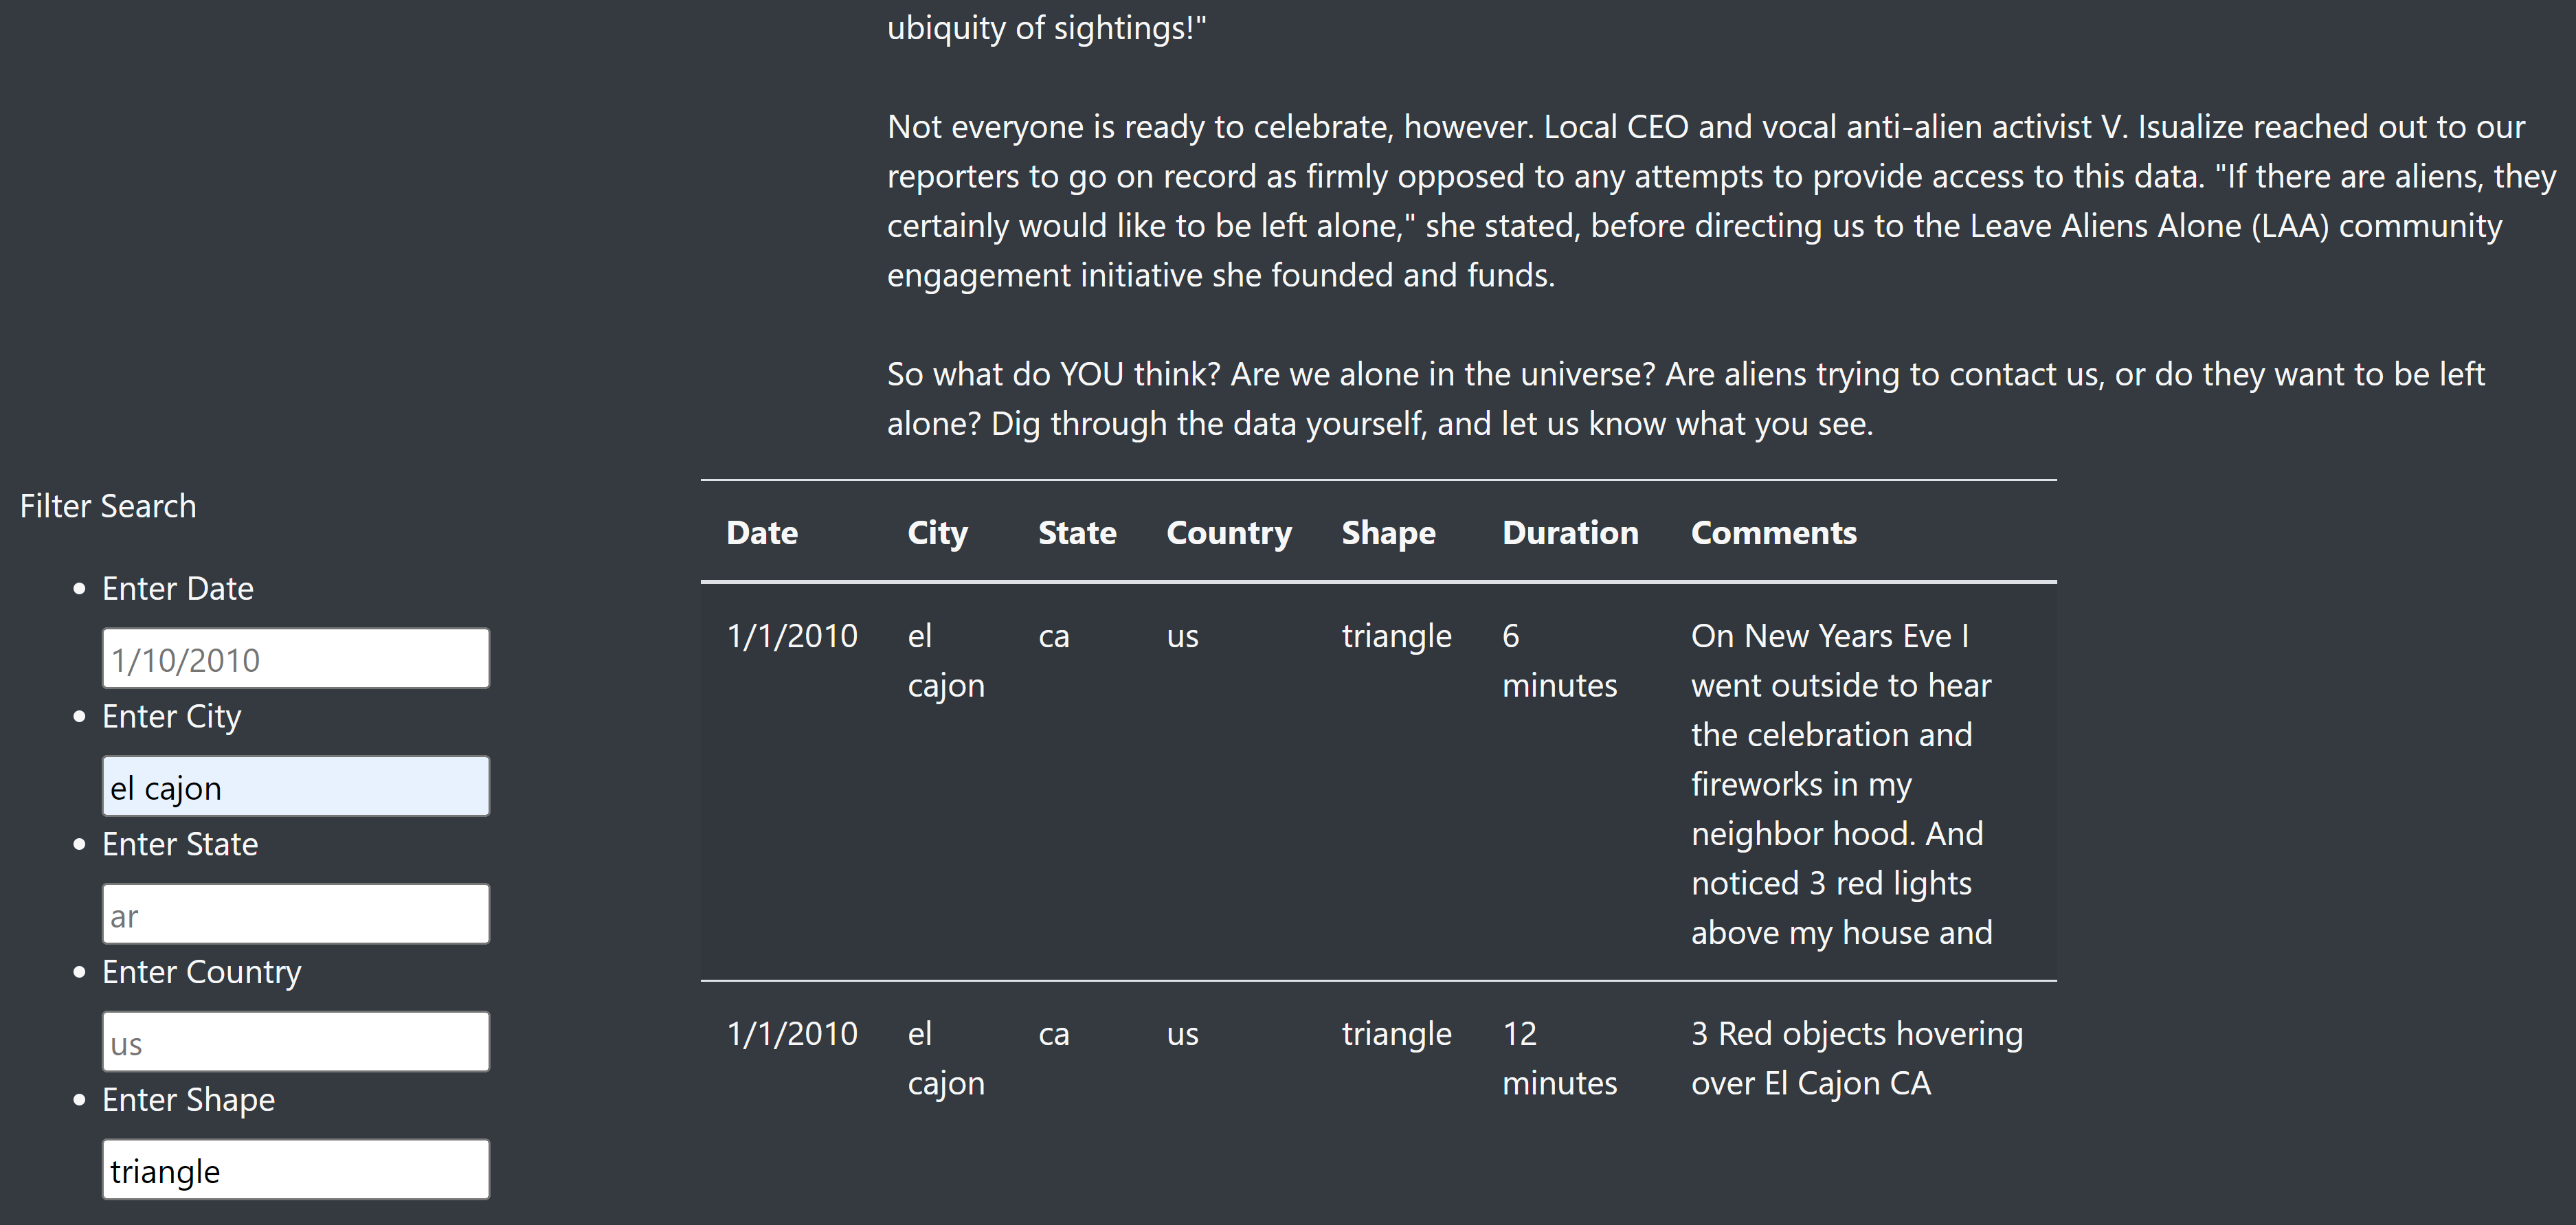 ubiquity of sightings!"
Not everyone is ready to celebrate, however. Local CEO and vocal anti-alien activist V. Isualize reached out to our
reporters to go on record as firmly opposed to any attempts to provide access to this data. "If there are aliens, they
certainly would like to be left alone," she stated, before directing us to the Leave Aliens Alone (LAA) community
engagement initiative she founded and funds.
So what do YOU think? Are we alone in the universe? Are aliens trying to contact us, or do they want to be left
alone? Dig through the data yourself, and let us know what you see.
Filter Search
Enter Date
1/10/2010
Enter City
el cajon
Enter State
ar
Enter Country
us
Enter Shape
triangle
Date City State Country Shape Duration Comments
1/1/2010 el ca us triangle 6 On New Years Eve I
cajon minutes went outside to hear
the celebration and
fireworks in my
neighbor hood. And
noticed 3 red lights
above my house and
1/1/2010 el ca us triangle 12 3 Red objects hovering
cajon minutes over El Cajon CA